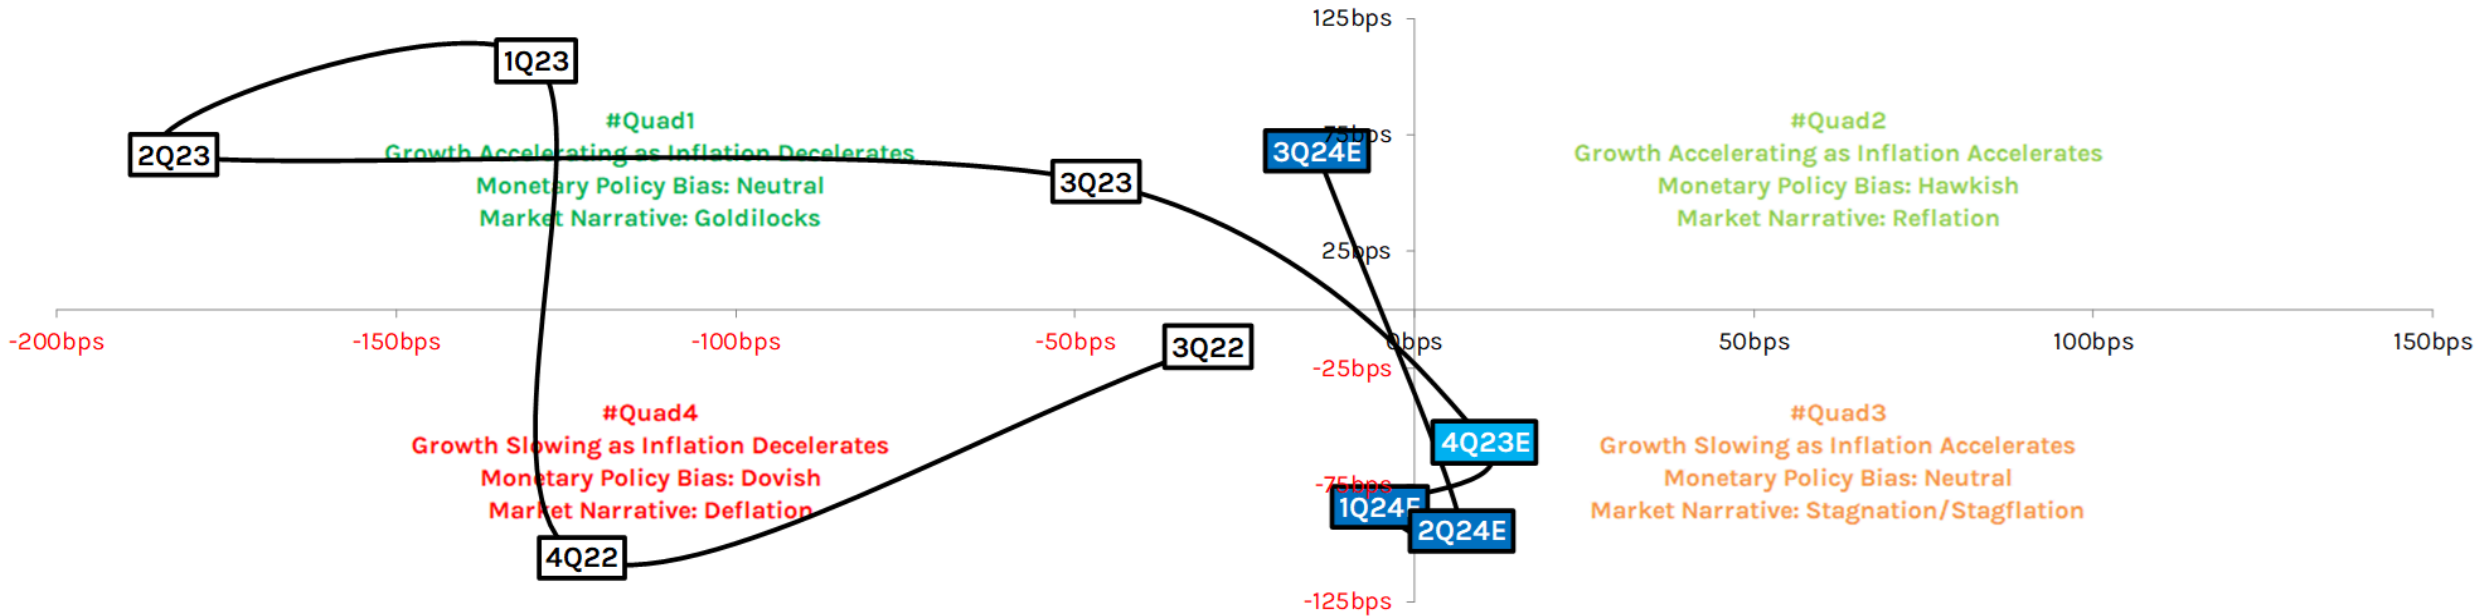 125bps
1Q23
#Quad1
#Quad2
75bps
2Q23
Growth Accelerating as Inflation Decelerates
3Q24E
Growth Accelerating as Inflation Accelerates
3Q23
Monetary Policy Bias: Neutral
Monetary Policy Bias: Hawkish
Market Narrative: Goldilocks
Market Narrative: Reflation
25bps
-200bps
-150bps
-100bps
-50bps
3Q22
0bps
50bps
100bps
150bps
-25bps
#Quad4
#Quad3
Growth Slowing as Inflation Decelerates
4Q23E
Growth Slowing as Inflation Accelerates
Monetary Policy Bias: Dovish
-75bps
Monetary Policy Bias: Neutral
Market Narrative: Deflation
1Q24E
Market Narrative: Stagnation/Stagflation
2Q24E
4Q22
-125bps